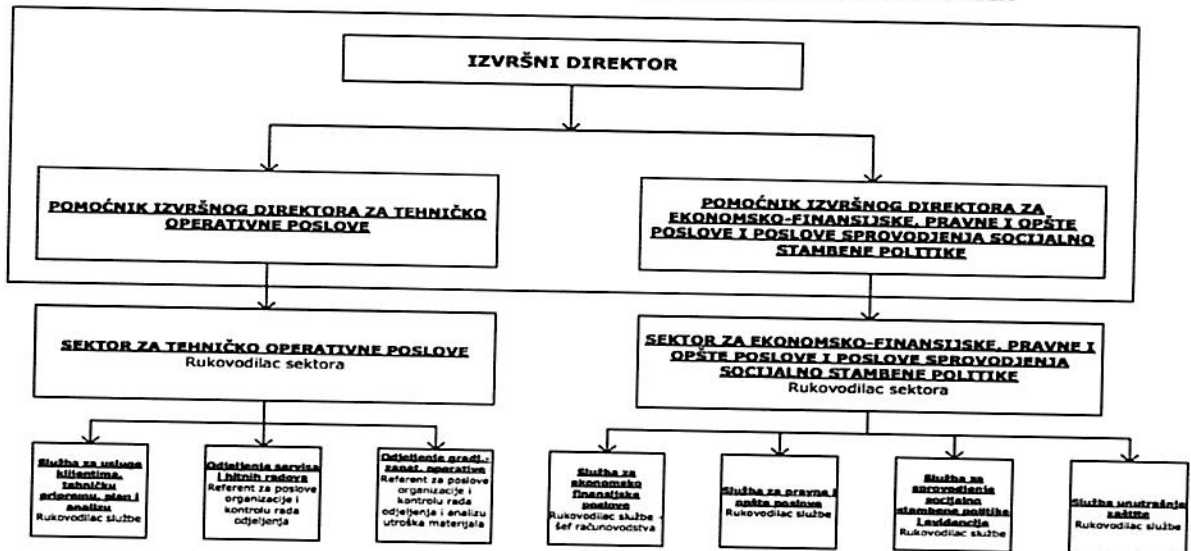 IZVRŠNI DIREKTOR
POMOĆNIK IZVRŠNOG DIREKTORA ZA TEHNIČKO
OPERATIVNE POSLOVE
POMOĆNIK IZVRŠNOG DIREKTORA ZA
EKONOMSKO-FINANSIJSKE, PRAVNE I OPŠTE
POSLOVE I POSLOVE SPROVODJENJA SOCIJALNO
STAMBENE POLITIKE
SEKTOR ZA TEHNIČKO OPERATIVNE POSLOVE
Rukovodilac sektora
SEKTOR ZA EKONOMSKO-FINANSIJSKE, PRAVNE I
OPŠTE POSLOVE I POSLOVE SPROVODJENJA
SOCIJALNO STAMBENE POLITIKE
Rukovodilac sektora
Služba za usluge
klijentima,
tehničku
pripremu, plan i
analizu
Rukovodilac službe
Odjeljenje servisa
i hitnih radova
Referent za poslove
organizacije i
kontrolu rada
odjeljenja
Odjeljenje gradj.-
zanat. operative
Referent za poslove
organizacije i
kontrolu rada
odjeljenja i analizu
utroška materijala
Služba za
ekonomsko
finansijske
poslove
Rukovodilac službe -
šef računovodstva
Služba za pravne i
opšte poslove
Rukovodilac službe
Služba za
sprovodjenje
socijalno
stambene politike
i evidencije
Rukovodilac službe
Služba unutrašnje
zaštite
Rukovodilac službe